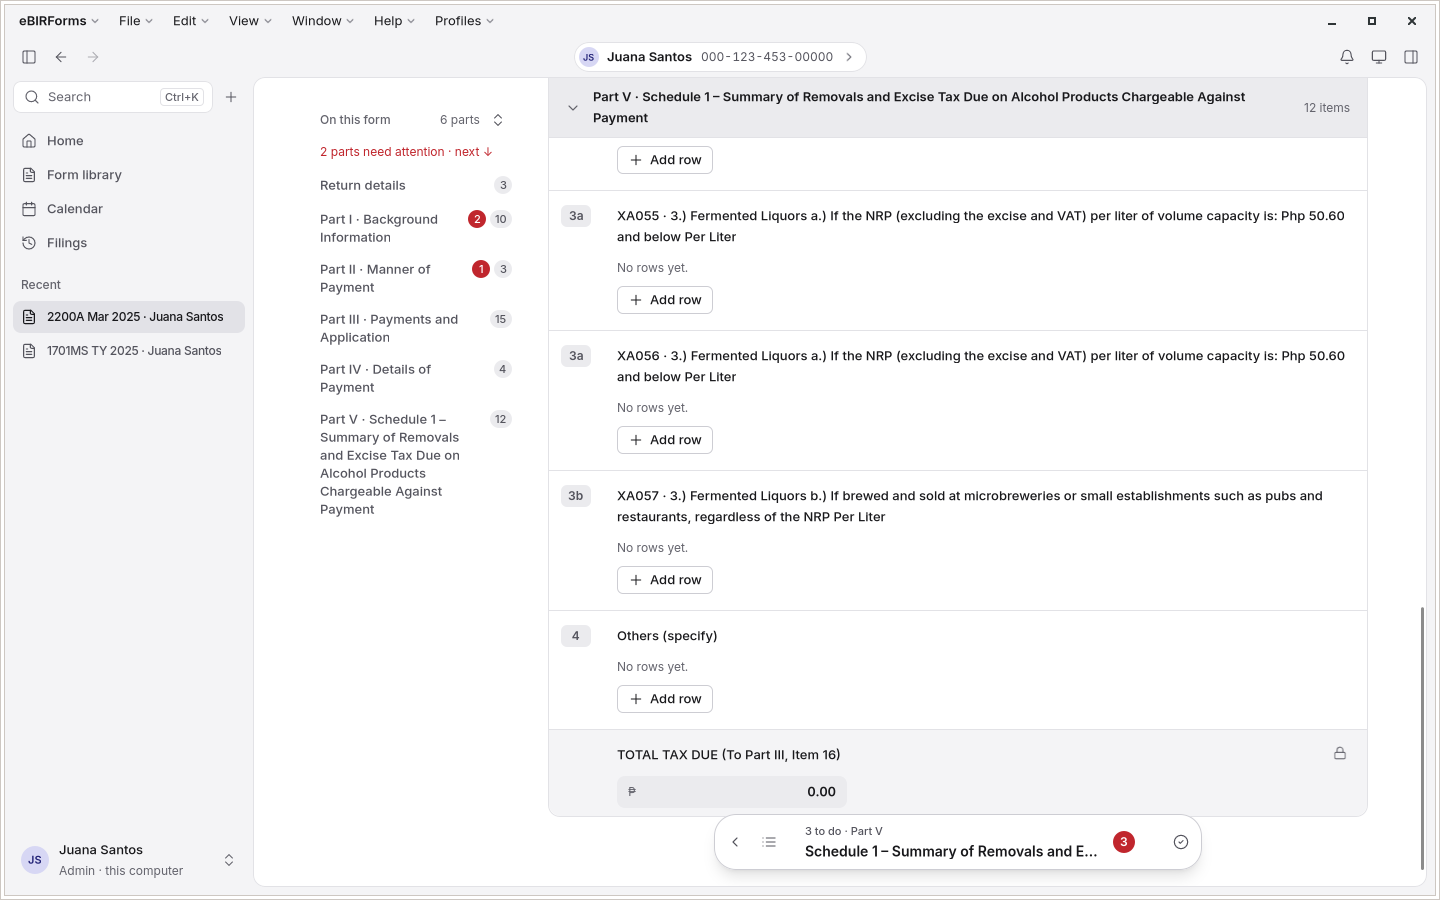 eBIRForms File Edit View Window Help Profiles
JS Juana Santos 000-123-453-00000
Search Ctrl+K
Home
Form library
Calendar
Filings
Recent
2200A Mar 2025 · Juana Santos
1701MS TY 2025 · Juana Santos
JS Juana Santos
Admin · this computer
On this form 6 parts
2 parts need attention · next ↓
Return details 3
Part I · Background 2 10
Information
Part II · Manner of 1 3
Payment
Part III · Payments and 15
Application
Part IV · Details of 4
Payment
Part V · Schedule 1 – 12
Summary of Removals
and Excise Tax Due on
Alcohol Products
Chargeable Against
Payment
Part V · Schedule 1 – Summary of Removals and Excise Tax Due on Alcohol Products Chargeable Against 12 items
Payment
Add row
3a XA055 · 3.) Fermented Liquors a.) If the NRP (excluding the excise and VAT) per liter of volume capacity is: Php 50.60
and below Per Liter
No rows yet.
Add row
3a XA056 · 3.) Fermented Liquors a.) If the NRP (excluding the excise and VAT) per liter of volume capacity is: Php 50.60
and below Per Liter
No rows yet.
Add row
3b XA057 · 3.) Fermented Liquors b.) If brewed and sold at microbreweries or small establishments such as pubs and
restaurants, regardless of the NRP Per Liter
No rows yet.
Add row
4 Others (specify)
No rows yet.
Add row
TOTAL TAX DUE (To Part III, Item 16)
₱ 0.00
3 to do · Part V
Schedule 1 – Summary of Removals and E... 3